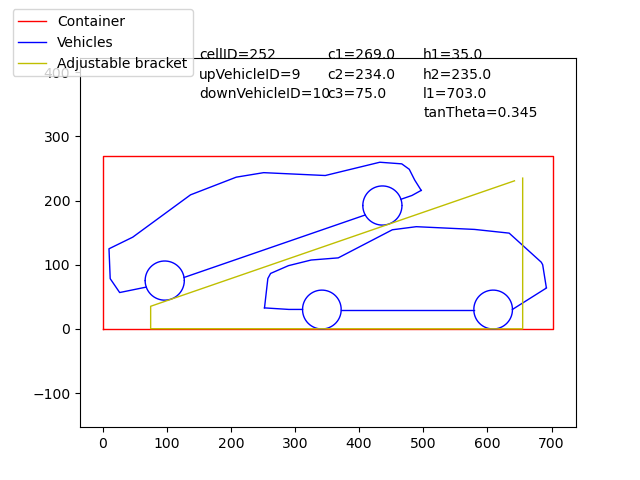 Container
Vehicles
Adjustable bracket
cellID=252
c1=269.0
h1=35.0
upVehicleID=9
c2=234.0
h2=235.0
downVehicleID=10
c3=75.0
l1=703.0
tanTheta=0.345
400
300
200
100
0
−100
0
100
200
300
400
500
600
700